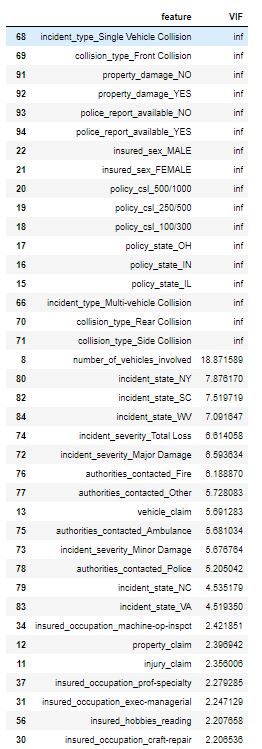 feature VIF
68 incident_type_Single Vehicle Collision inf
69 collision_type_Front Collision inf
91 property_damage_NO inf
92 property_damage_YES inf
93 police_report_available_NO inf
94 police_report_available_YES inf
22 insured_sex_MALE inf
21 insured_sex_FEMALE inf
20 policy_csl_500/1000 inf
19 policy_csl_250/500 inf
18 policy_csl_100/300 inf
17 policy_state_OH inf
16 policy_state_IN inf
15 policy_state_IL inf
66 incident_type_Multi-vehicle Collision inf
70 collision_type_Rear Collision inf
71 collision_type_Side Collision inf
8 number_of_vehicles_involved 18.871589
80 incident_state_NY 7.876170
82 incident_state_SC 7.519719
84 incident_state_WV 7.091647
74 incident_severity_Total Loss 6.614058
72 incident_severity_Major Damage 6.593634
76 authorities_contacted_Fire 6.188870
77 authorities_contacted_Other 5.728083
13 vehicle_claim 5.691283
75 authorities_contacted_Ambulance 5.681034
73 incident_severity_Minor Damage 5.676764
78 authorities_contacted_Police 5.205042
79 incident_state_NC 4.535179
83 incident_state_VA 4.519350
34 insured_occupation_machine-op-inspct 2.421851
12 property_claim 2.396942
11 injury_claim 2.356006
37 insured_occupation_prof-specialty 2.279285
31 insured_occupation_exec-managerial 2.247129
56 insured_hobbies_reading 2.207658
30 insured_occupation_craft-repair 2.206536